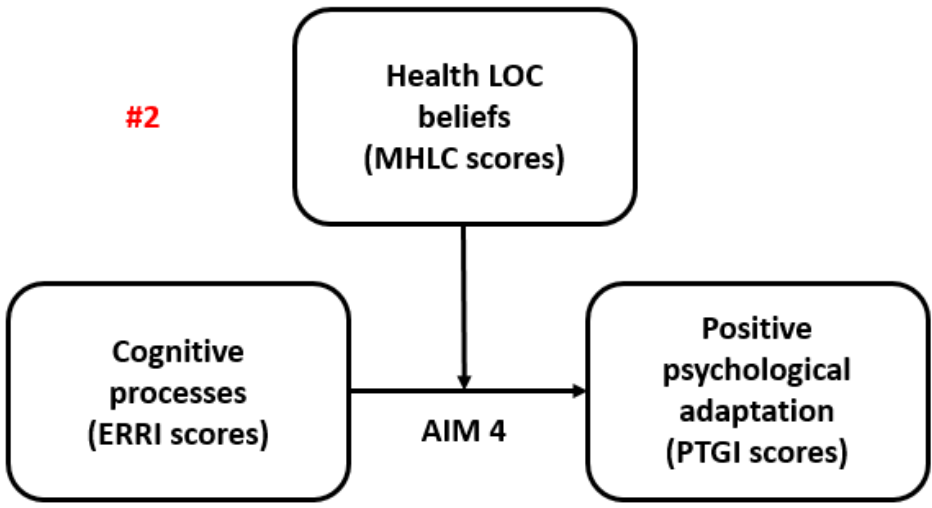 #2
Health LOC
beliefs
(MHLC scores)
Cognitive
processes
(ERRI scores)
AIM 4
Positive
psychological
adaptation
(PTGI scores)